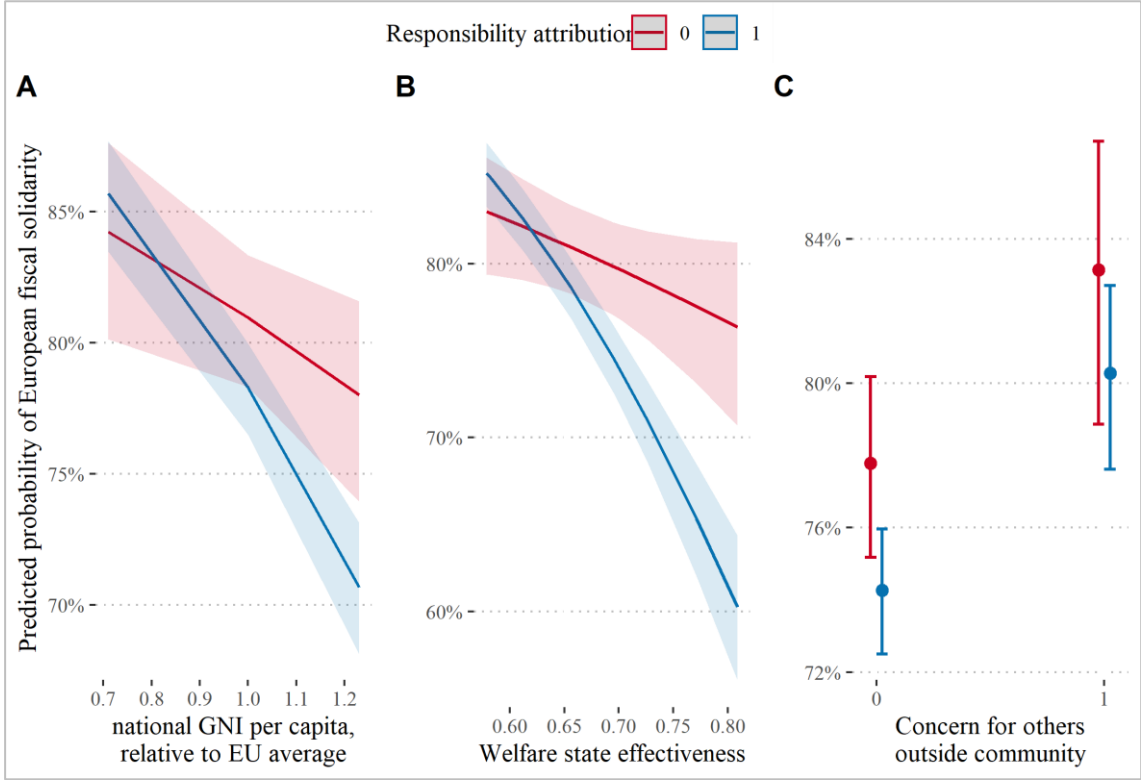 Responsibility attribution 0 1
A
B
C
Predicted probability of European fiscal solidarity
85%
80%
75%
70%
0.7 0.8 0.9 1.0 1.1 1.2
national GNI per capita,
relative to EU average
80%
70%
60%
0.60 0.65 0.70 0.75 0.80
Welfare state effectiveness
84%
80%
76%
72%
0 1
Concern for others
outside community